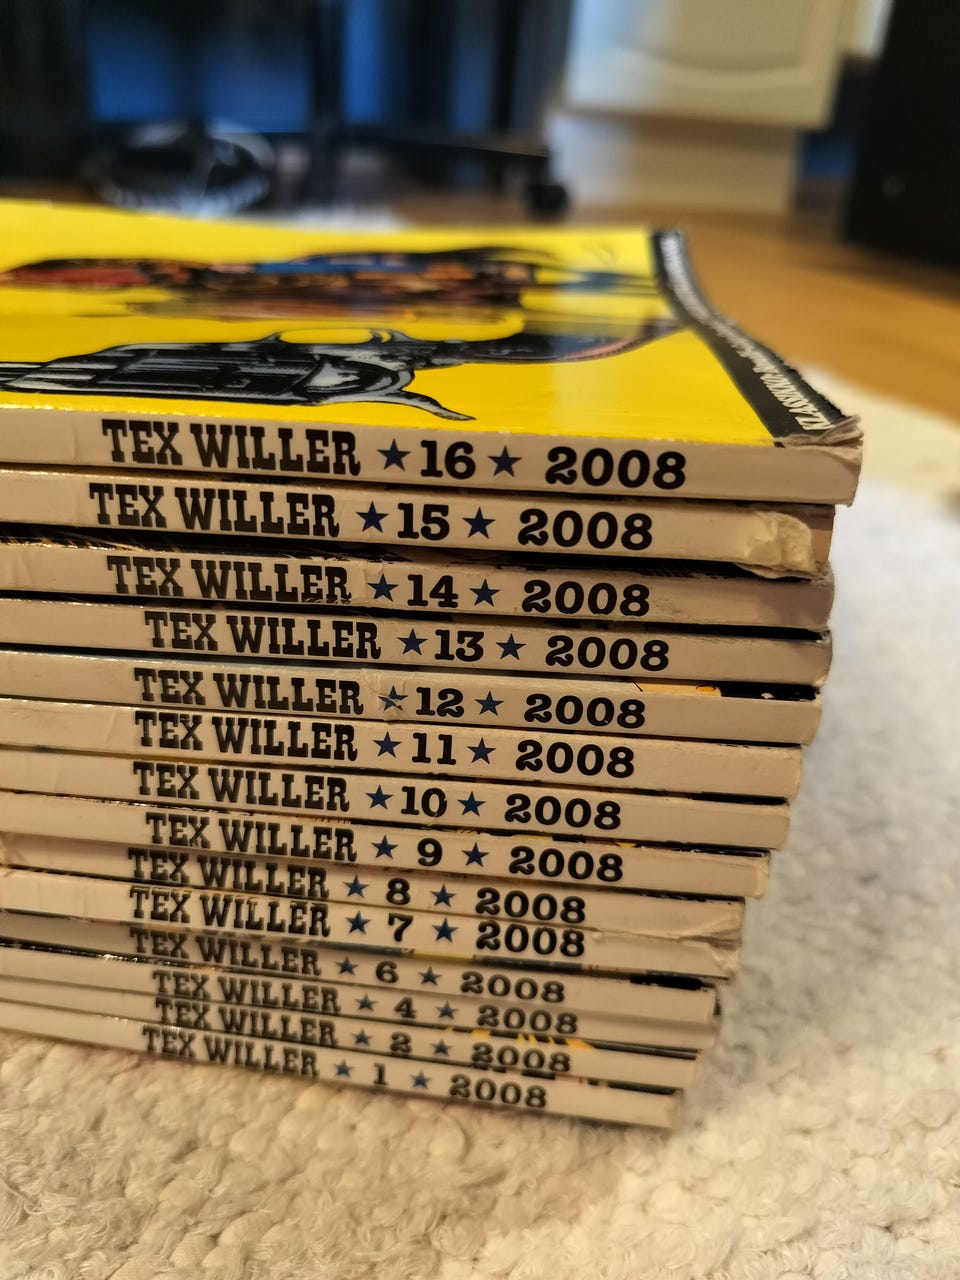 KLASSIKKO
TEX WILLER ★ 16 ★ 2008
TEX WILLER ★ 15 ★ 2008
TEX WILLER ★ 14 ★ 2008
TEX WILLER ★ 13 ★ 2008
TEX WILLER ★ 12 ★ 2008
TEX WILLER ★ 11 ★ 2008
TEX WILLER ★ 10 ★ 2008
TEX WILLER ★ 9 ★ 2008
TEX WILLER ★ 8 ★ 2008
TEX WILLER ★ 7 ★ 2008
TEX WILLER ★ 6 ★ 2008
TEX WILLER ★ 4 ★ 2008
TEX WILLER ★ 2 ★ 2008
TEX WILLER ★ 1 ★ 2008